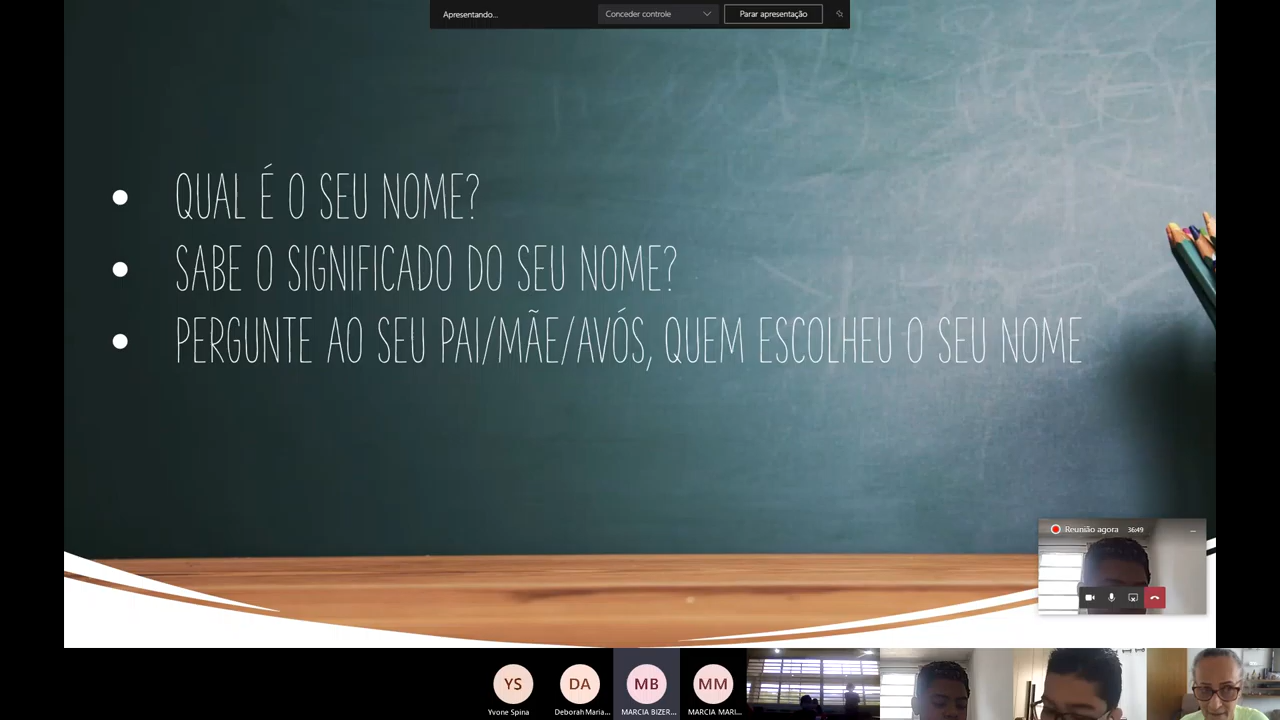 Apresentando...
Conceder controle
Parar apresentação
QUAL É O SEU NOME?
SABE O SIGNIFICADO DO SEU NOME?
PERGUNTE AO SEU PAI/MÃE/AVÓS, QUEM ESCOLHEU O SEU NOME
Reunião agora 36:49
YS
DA
MB
MM
Yvone Spina
Deborah Maria...
MARCIA BIZER...
MARCIA MARI...